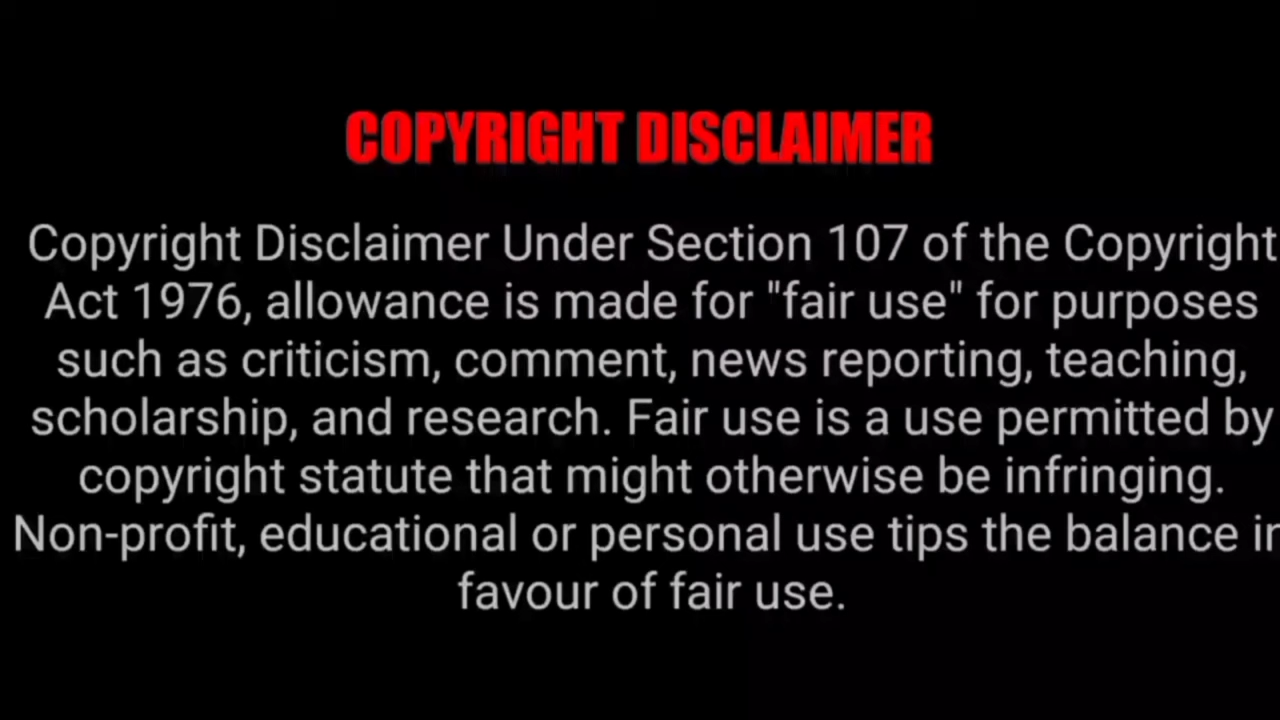 COPYRIGHT DISCLAIMER
Copyright Disclaimer Under Section 107 of the Copyright
Act 1976, allowance is made for "fair use" for purposes
such as criticism, comment, news reporting, teaching,
scholarship, and research. Fair use is a use permitted by
copyright statute that might otherwise be infringing.
Non-profit, educational or personal use tips the balance in
favour of fair use.